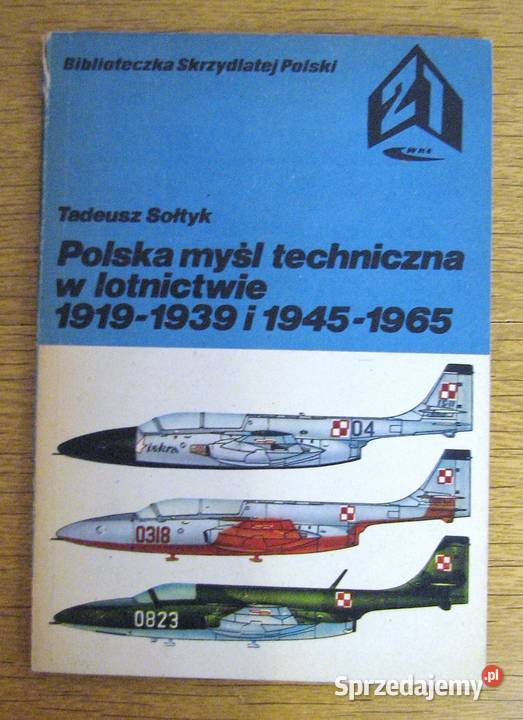 Biblioteczka Skrzydlatej Polski
21
WKŁ
Tadeusz Sołtyk
Polska myśl techniczna
w lotnictwie
1919-1939 i 1945-1965
04
iskra
0318
0823
Sprzedajemy.pl